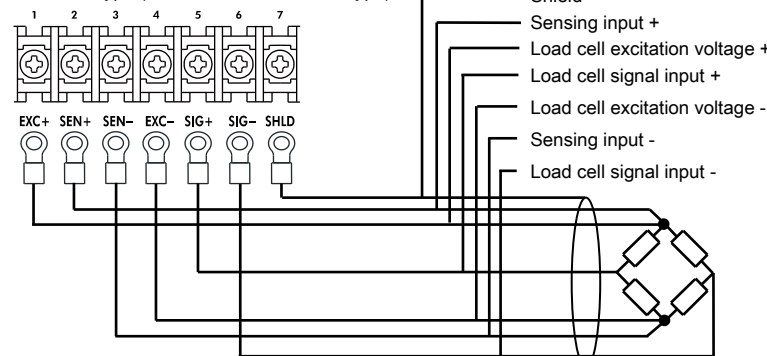 Shield
Sensing input +
Load cell excitation voltage +
Load cell signal input +
Load cell excitation voltage -
Sensing input -
Load cell signal input -
1 2 3 4 5 6 7
EXC+ SEN+ SEN- EXC- SIG+ SIG- SHLD